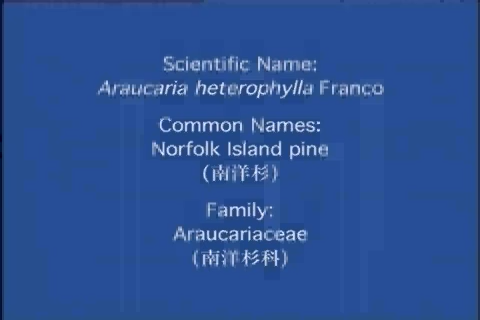 Scientific Name:
Araucaria heterophylla Franco
Common Names:
Norfolk Island pine
(南洋杉)
Family:
Araucariaceae
(南洋杉科)